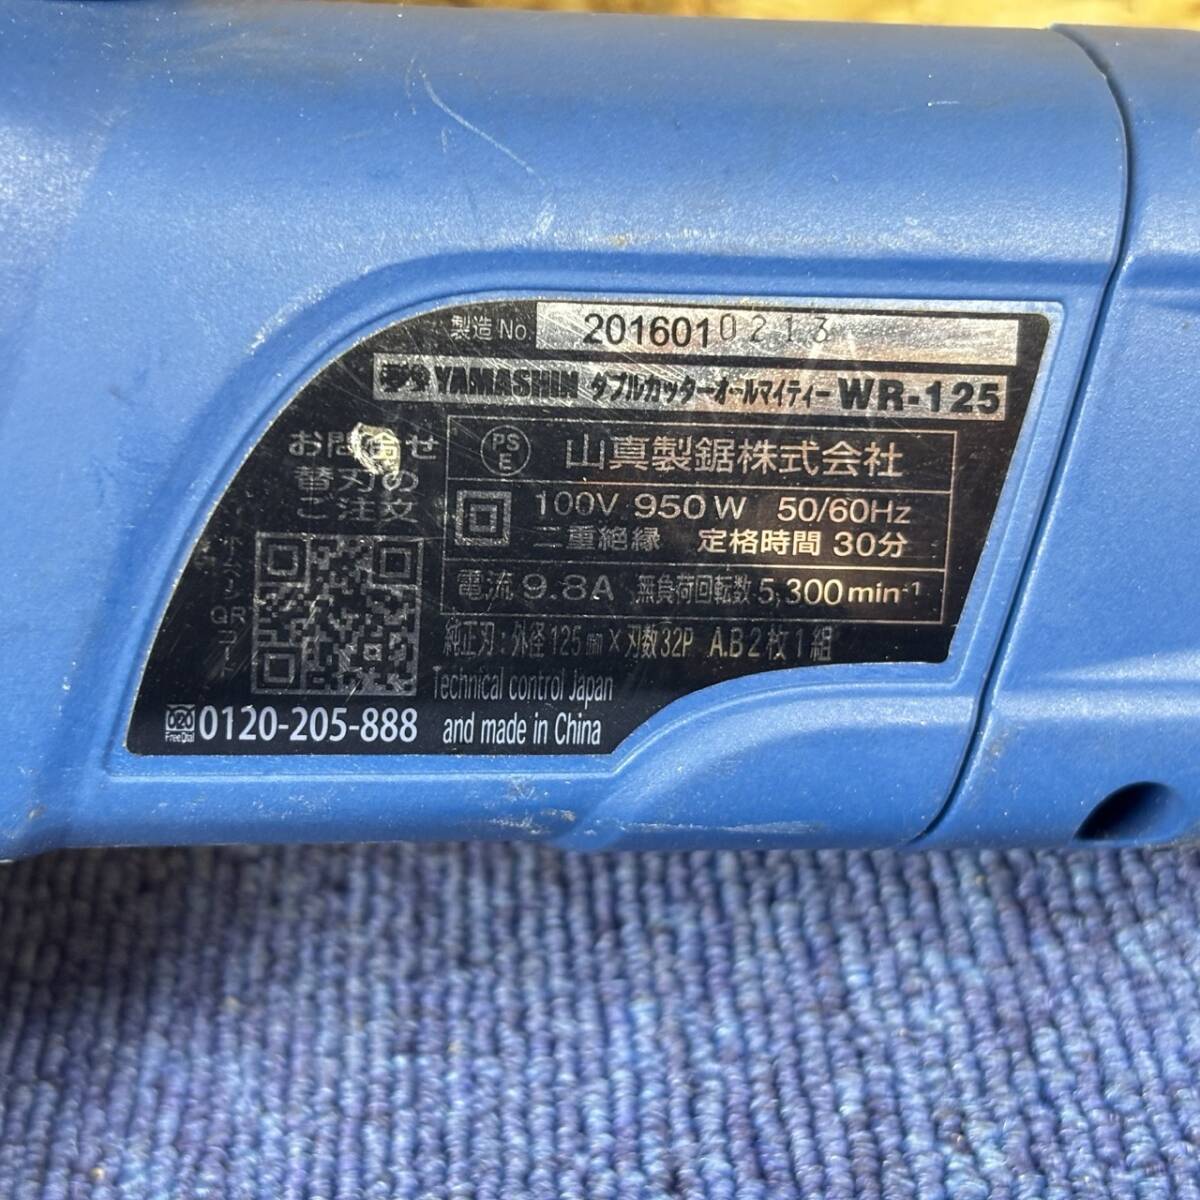 製造 No. 2016010213
YAMASHIN ダブルカッターオールマイティー WR-125
お問合せ
替刃の
ご注文
PS
E
山真製鋸株式会社
100V 950W 50/60Hz
二重絶縁 定格時間 30分
電流 9.8A 無負荷回転数 5,300min⁻¹
純正刃:外径125㎜×刃数32P A.B2枚1組
QR
Technical control Japan
and made in China
Free Dial 0120-205-888